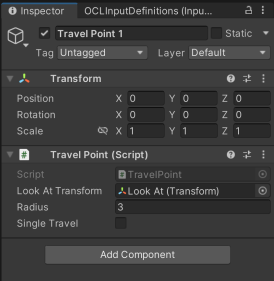 Inspector OCLInputDefinitions (Inpu...
Travel Point 1 Static
Tag Untagged Layer Default
Transform
Position X 0 Y 0 Z 0
Rotation X 0 Y 0 Z 0
Scale X 1 Y 1 Z 1
Travel Point (Script)
Script TravelPoint
Look At Transform Look At (Transform)
Radius 3
Single Travel
Add Component